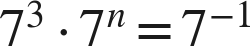 7³ · 7ⁿ = 7⁻¹